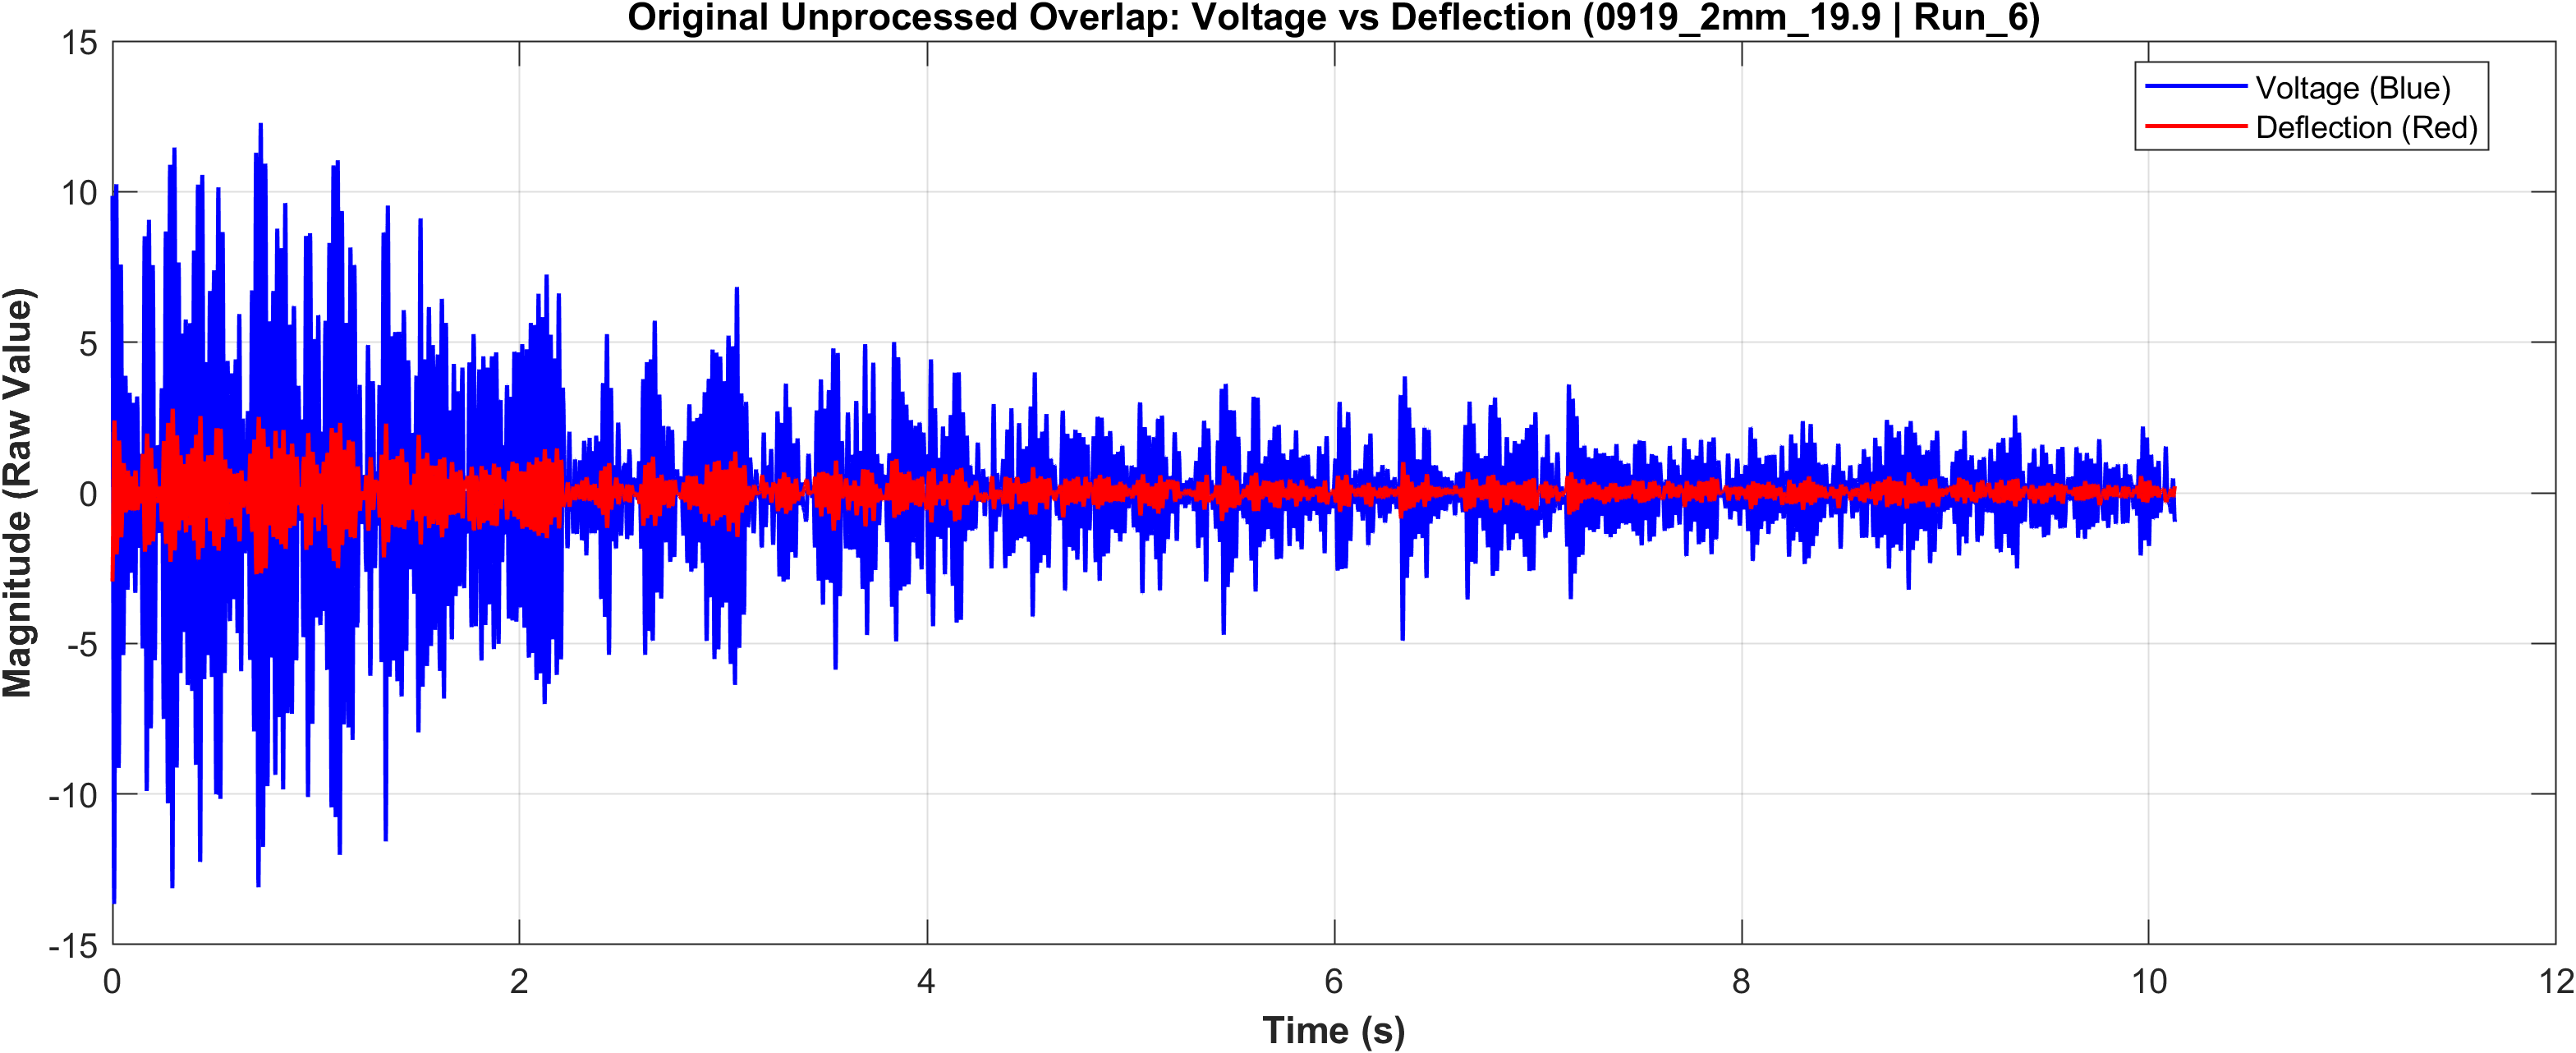 Original Unprocessed Overlap: Voltage vs Deflection (0919_2mm_19.9 | Run_6)
Voltage (Blue)
Deflection (Red)
Magnitude (Raw Value)
15
10
5
0
-5
-10
-15
0 2 4 6 8 10 12
Time (s)